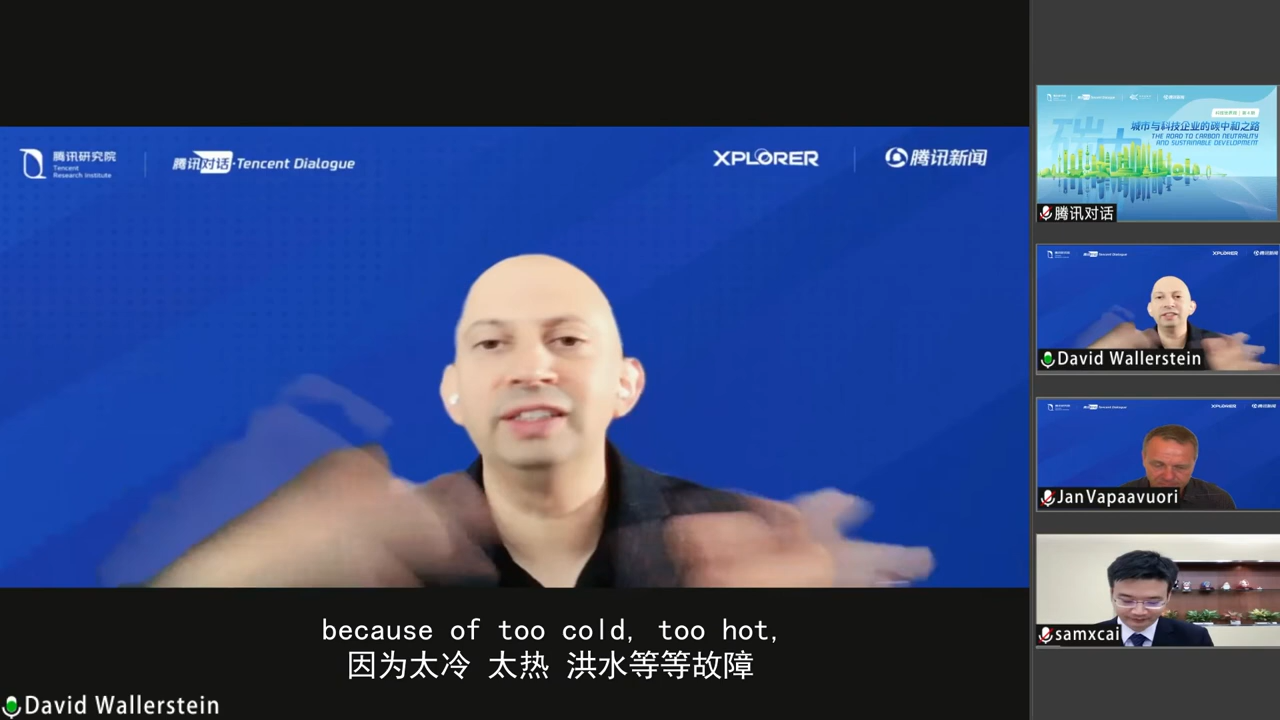 腾讯研究院
Tencent
Research Institute
腾讯对话·Tencent Dialogue
XPLORER
腾讯新闻
城市与科技企业的碳中和之路
THE ROAD TO CARBON NEUTRALITY
AND SUSTAINABLE DEVELOPMENT
腾讯对话
XPLORER
David Wallerstein
XPLORER
JanVapaavuori
samxcai
because of too cold, too hot,
因为太冷 太热 洪水等等故障
David Wallerstein